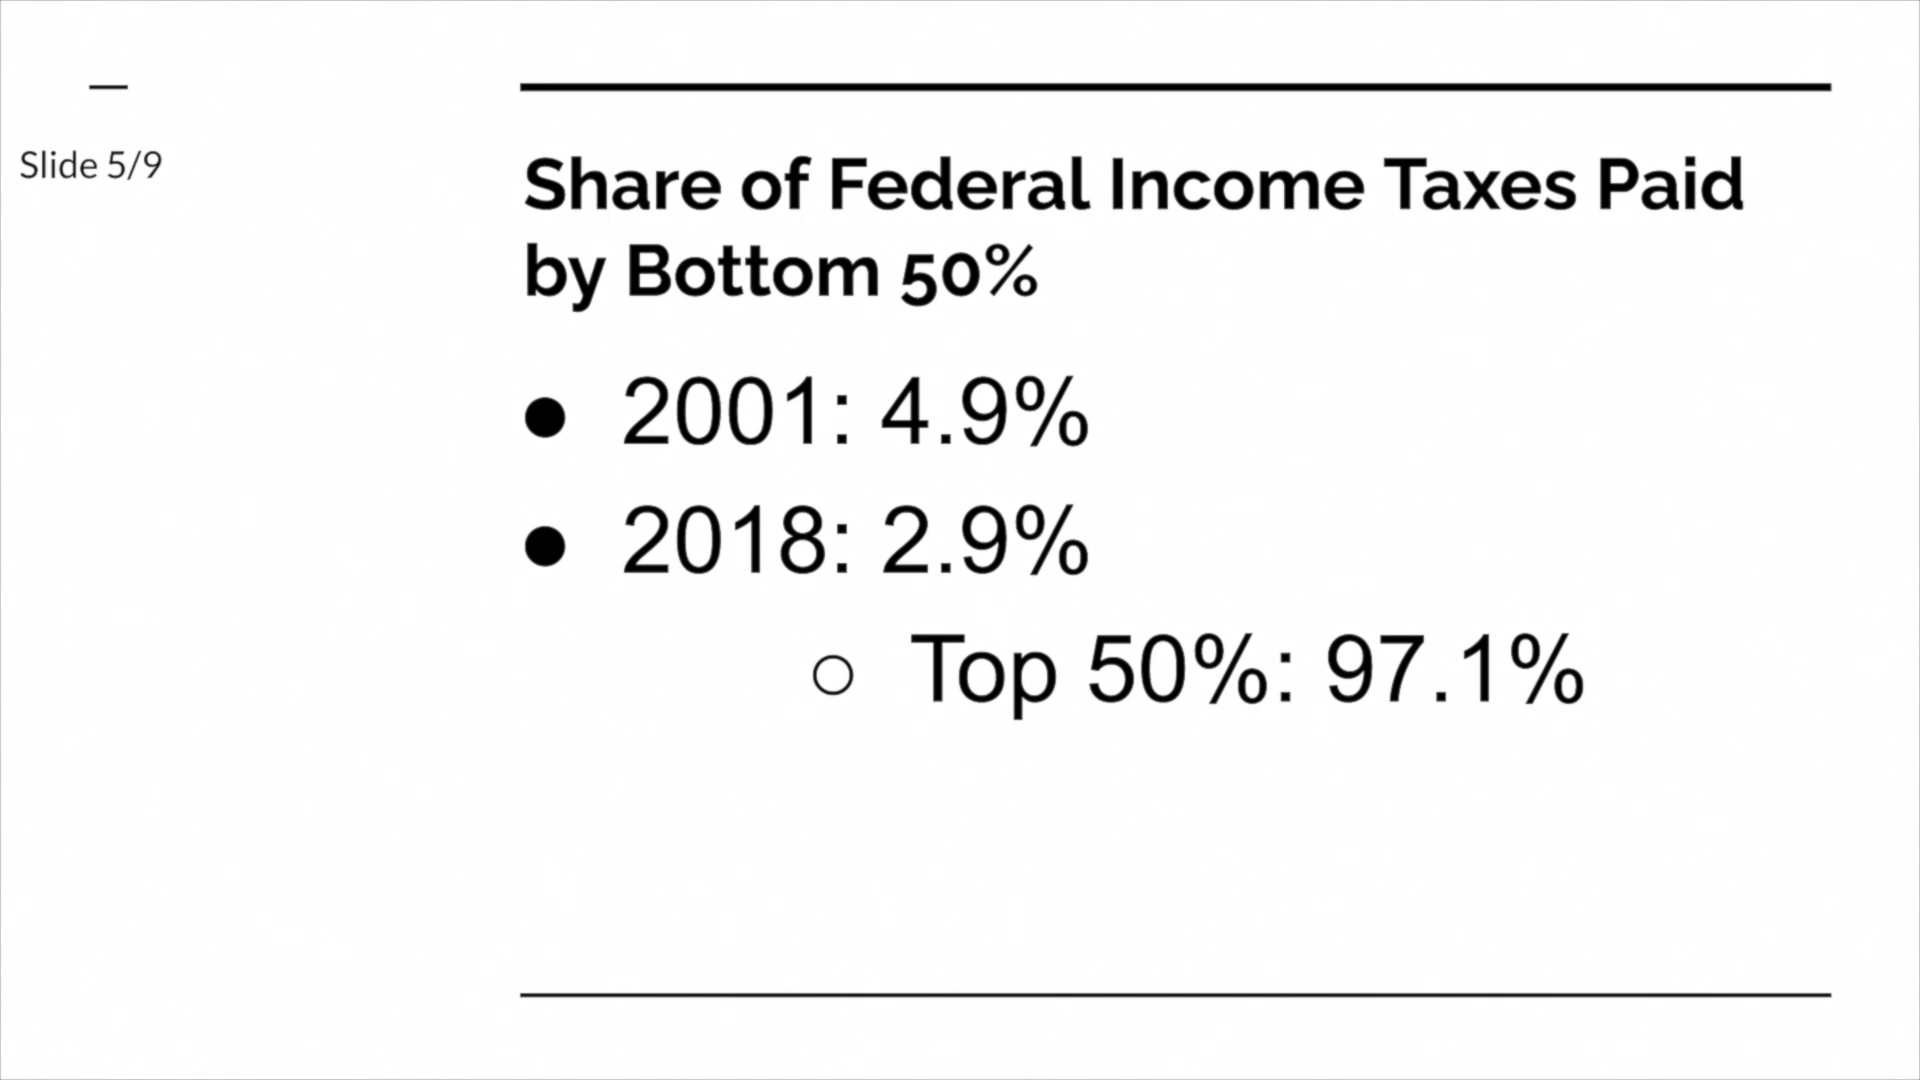 Slide 5/9
Share of Federal Income Taxes Paid
by Bottom 50%
● 2001: 4.9%
● 2018: 2.9%
○ Top 50%: 97.1%